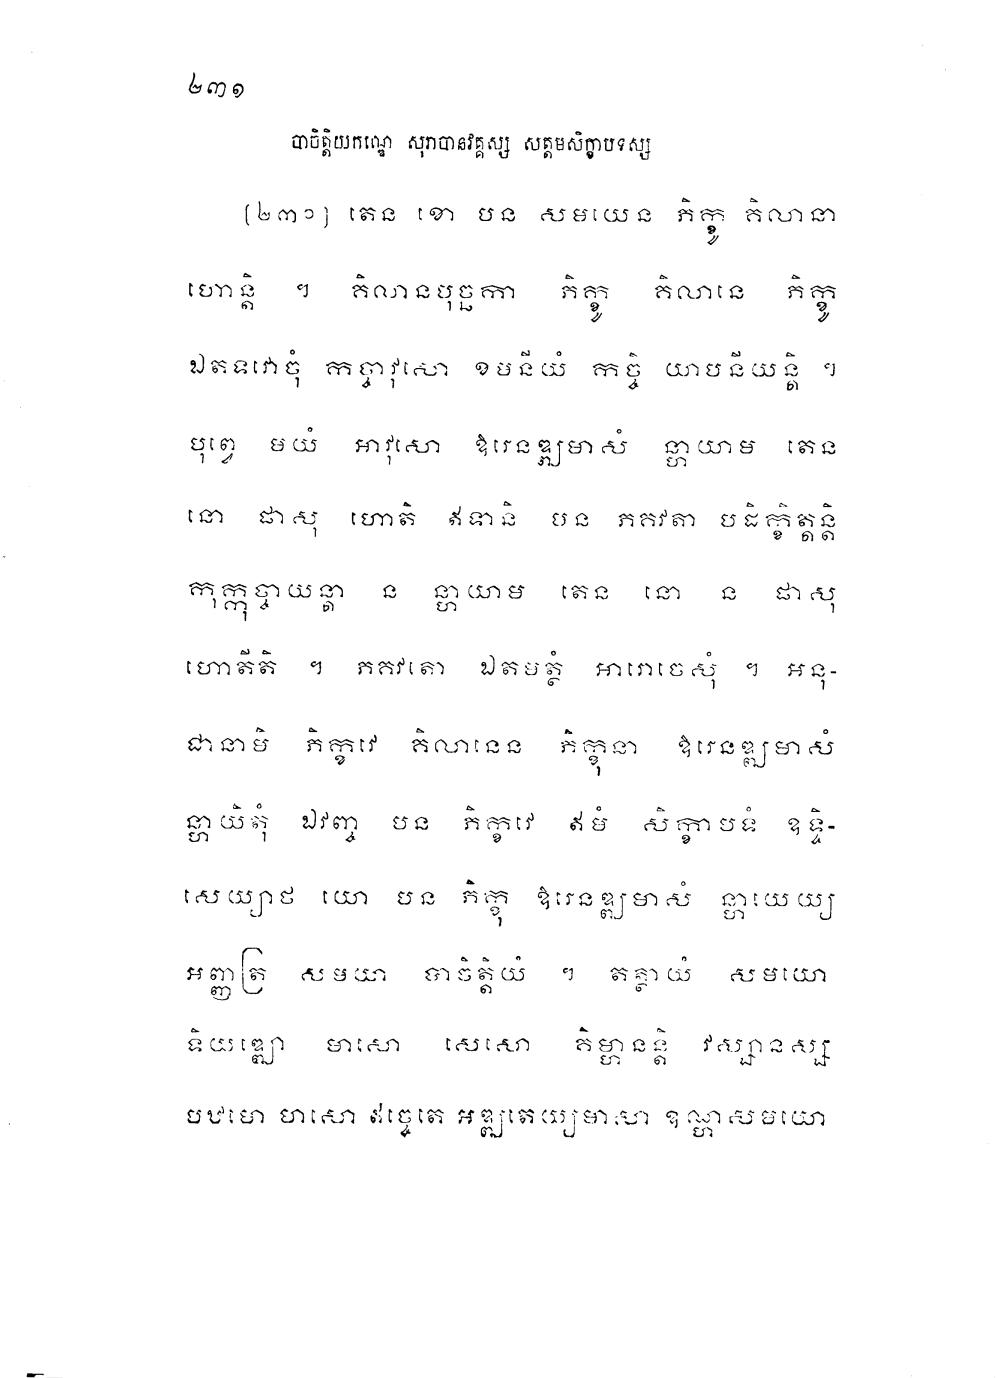 ២៣១
បាចិត្តិយកណ្ឌេ សុរាបានវគ្គស្ស សត្តមសិក្ខាបទស្ស
(២៣១) តេន ខោ បន សមយេន ភិក្ខូ គិលានា
ហោន្តិ ។ គិលានបុច្ឆកា ភិក្ខូ គិលានេ ភិក្ខូ
ឯតទវោចុំ កច្ចាវុសោ ខមនីយំ កច្ចិ យាបនីយន្តិ ។
បុព្វេ មយំ អាវុសោ ឱរេនឌ្ឍមាសំ ន្ហាយាម តេន
នោ ផាសុ ហោតិ ឥទានិ បន ភគវតា បដិក្ខិត្តន្តិ
កុក្កុច្ចាយន្តា ន ន្ហាយាម តេន នោ ន ផាសុ
ហោតីតិ ។ ភគវតោ ឯតមត្ថំ អារោចេសុំ ។ អនុ-
ជានាមិ ភិក្ខវេ គិលានេន ភិក្ខុនា ឱរេនឌ្ឍមាសំ
ន្ហាយិតុំ ឯវញ្ច បន ភិក្ខវេ ឥមំ សិក្ខាបទំ ឧទ្ទិ-
សេយ្យាថ យោ បន ភិក្ខុ ឱរេនឌ្ឍមាសំ ន្ហាយេយ្យ
អញ្ញត្រ សមយា បាចិត្តិយំ ។ តត្ថាយំ សមយោ
ទិយឌ្ឍោ មាសោ សេសោ គិម្ហានន្តិ វស្សានស្ស
បឋមោ មាសោ ឥច្ចេតេ អឌ្ឍតេយ្យមាសា ឧណ្ហសមយោ